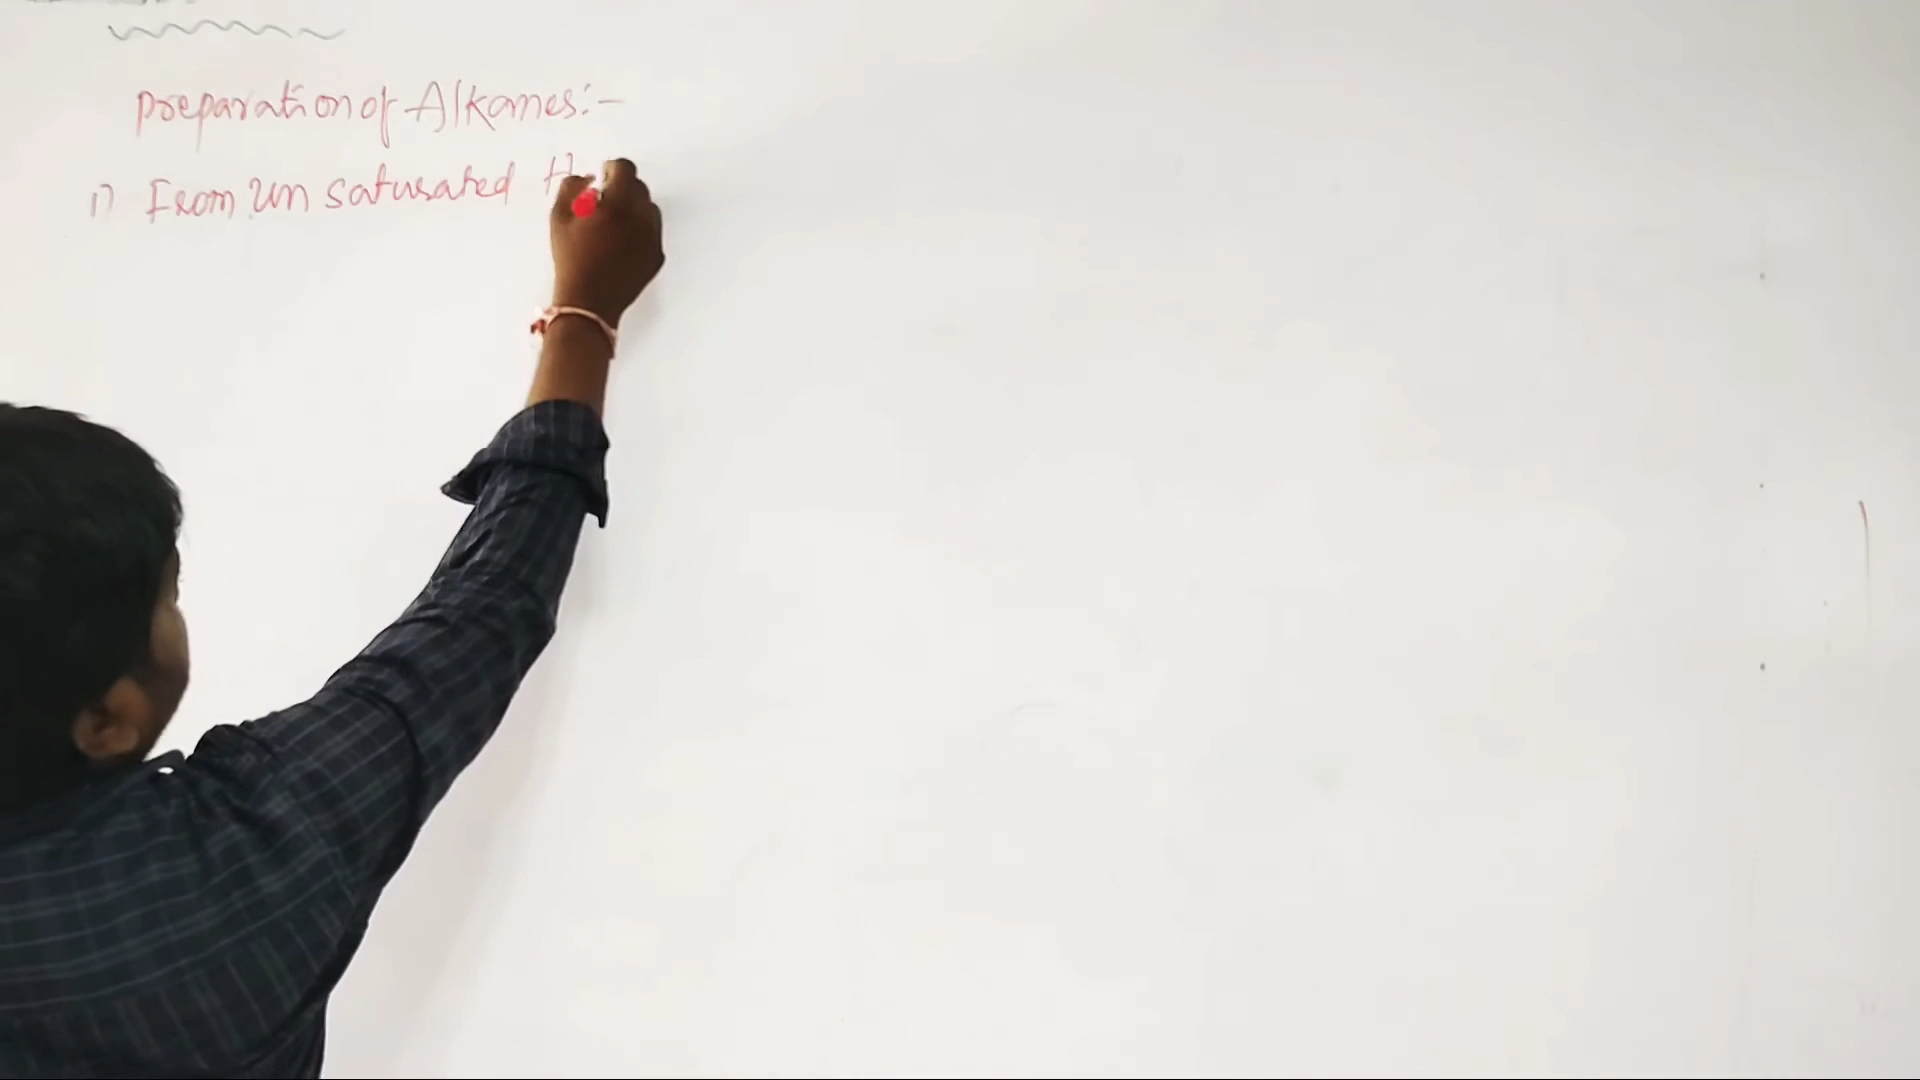 Preparation of Alkanes:-
1) From Un saturated H